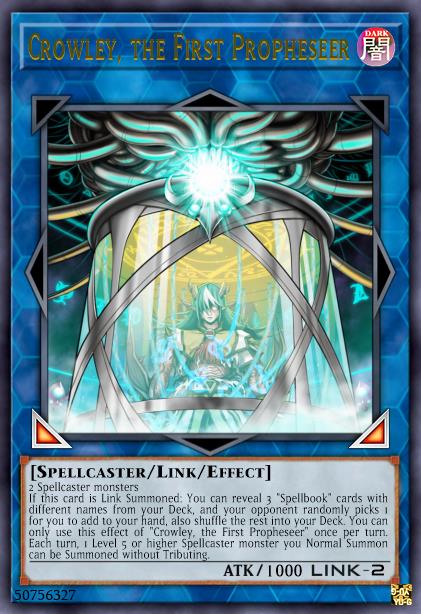 Crowley, the First Propheseer
DARK
闇
[Spellcaster/Link/Effect]
2 Spellcaster monsters
If this card is Link Summoned: You can reveal 3 "Spellbook" cards with
different names from your Deck, and your opponent randomly picks 1
for you to add to your hand, also shuffle the rest into your Deck. You can
only use this effect of "Crowley, the First Propheseer" once per turn.
Each turn, 1 Level 5 or higher Spellcaster monster you Normal Summon
can be Summoned without Tributing.
ATK/1000 LINK-2
50756327